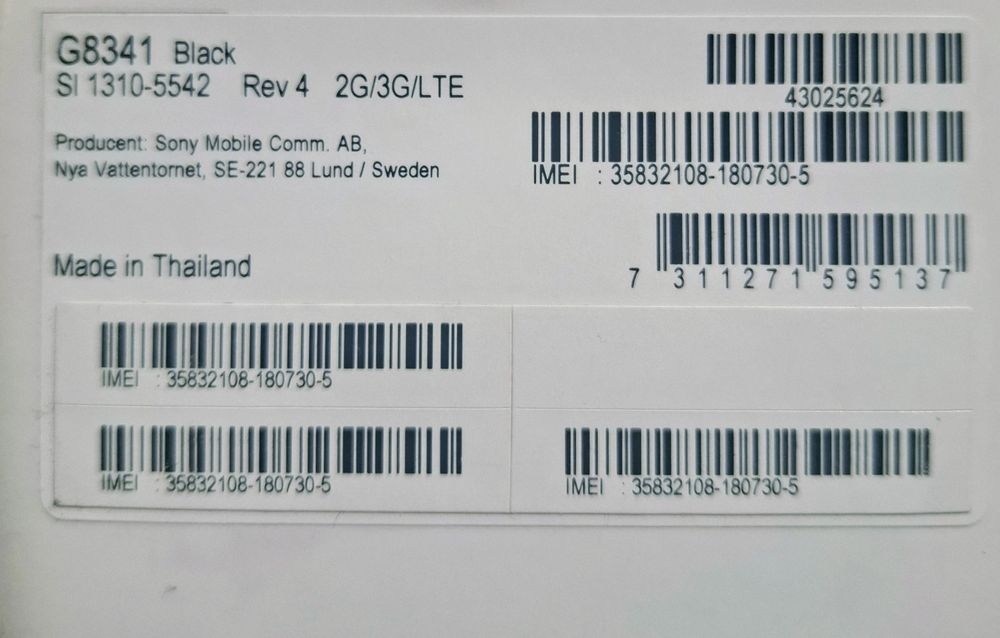 G8341 Black
SI 1310-5542 Rev 4 2G/3G/LTE
43025624
Producent: Sony Mobile Comm. AB,
Nya Vattentornet, SE-221 88 Lund / Sweden
IMEI : 35832108-180730-5
Made in Thailand
7 311271 595137
IMEI : 35832108-180730-5
IMEI : 35832108-180730-5
IMEI : 35832108-180730-5